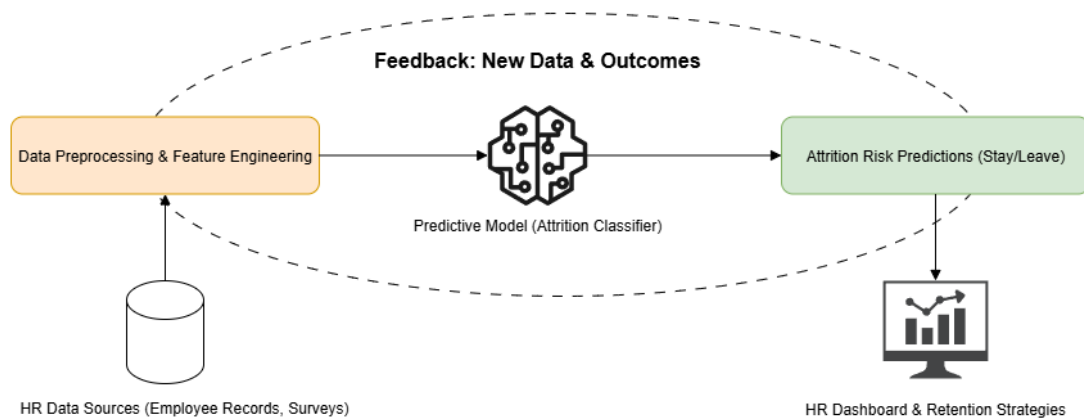 Feedback: New Data & Outcomes
Data Preprocessing & Feature Engineering
Attrition Risk Predictions (Stay/Leave)
Predictive Model (Attrition Classifier)
HR Data Sources (Employee Records, Surveys)
HR Dashboard & Retention Strategies